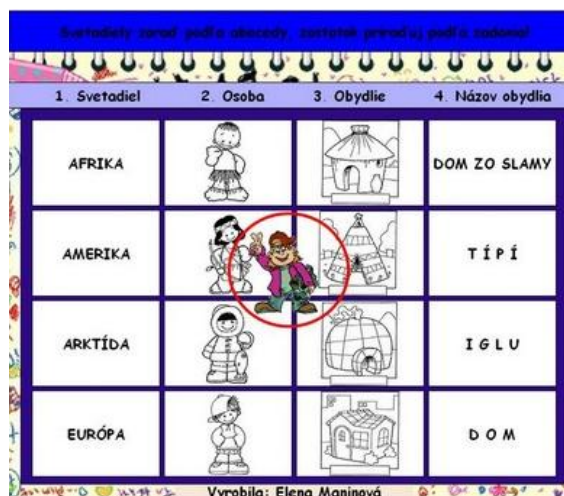 Svetadiely zoraď podľa abecedy, zostatok priraďuj podľa zadania!
1. Svetadiel 2. Osoba 3. Obydlie 4. Názov obydlia
AFRIKA DOM ZO SLAMY
AMERIKA TÍPÍ
ARKTÍDA IGLU
EURÓPA DOM
Vyrobila: Elena Maninová